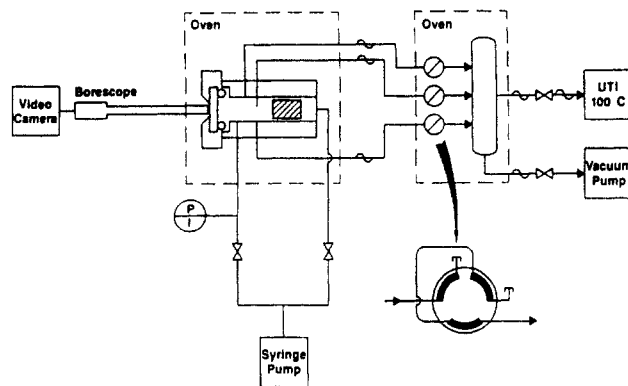 Oven
Oven
Borescope
Video
Camera
UTI
100 C
Vacuum
Pump
P
I
T
T
Syringe
Pump